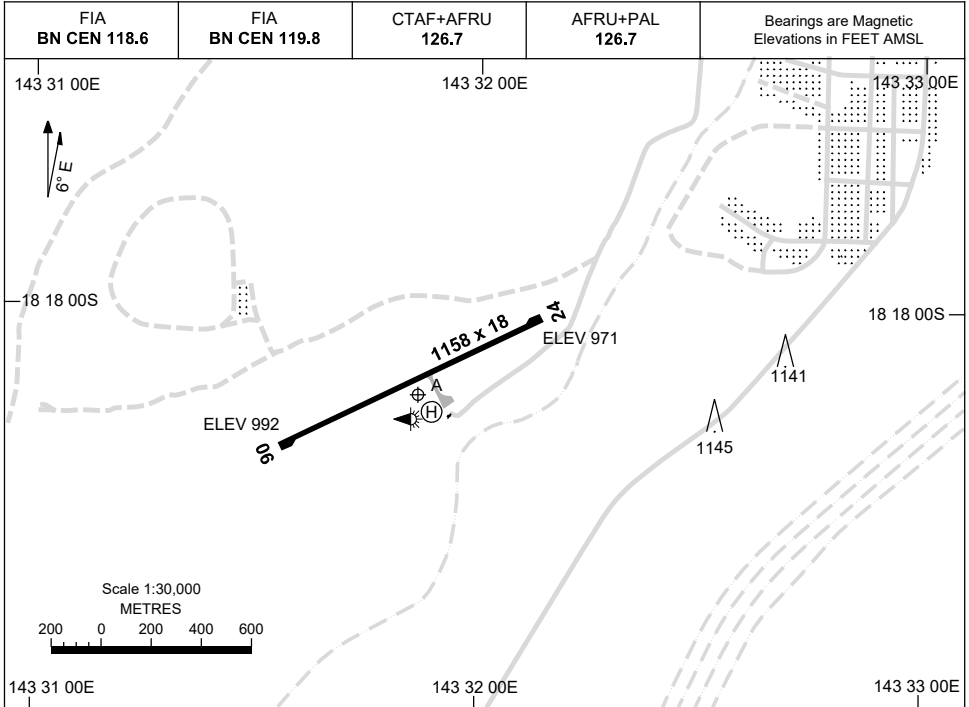 FIA
BN CEN 118.6
FIA
BN CEN 119.8
CTAF+AFRU
126.7
AFRU+PAL
126.7
Bearings are Magnetic
Elevations in FEET AMSL
143 31 00E
143 32 00E
143 33 00E
6° E
18 18 00S
18 18 00S
24
1158 x 18
ELEV 971
A
1141
H
ELEV 992
06
1145
Scale 1:30,000
METRES
200 0 200 400 600
143 31 00E
143 32 00E
143 33 00E